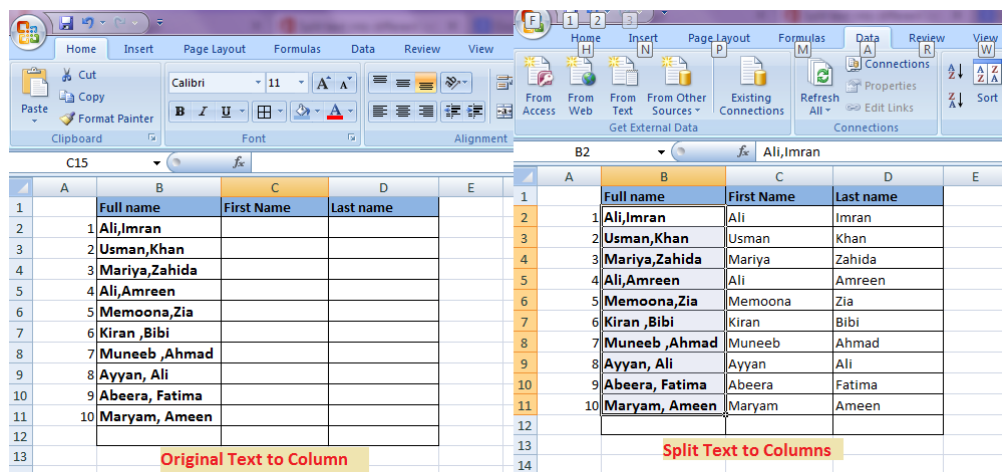 Home Insert Page Layout Formulas Data Review View
Cut
Copy
Format Painter
Paste
Clipboard
Calibri 11 A A
B I U A
Font
Alignment
C15 fx
A B C D E
1 Full name First Name Last name
2 1 Ali,Imran
3 2 Usman,Khan
4 3 Mariya,Zahida
5 4 Ali,Amreen
6 5 Memoona,Zia
7 6 Kiran ,Bibi
8 7 Muneeb ,Ahmad
9 8 Ayyan, Ali
10 9 Abeera, Fatima
11 10 Maryam, Ameen
12
13
Original Text to Column
F 1 2 3
Home Insert Page Layout Formulas Data Review View
H N P M A R W
From Access
From Web
From Text
From Other Sources
Existing Connections
Get External Data
Refresh All
Connections
Properties
Edit Links
Connections
A Z
Z A
A Z
Z A
Sort
B2 fx Ali,Imran
A B C D E
1 Full name First Name Last name
2 1 Ali,Imran Ali Imran
3 2 Usman,Khan Usman Khan
4 3 Mariya,Zahida Mariya Zahida
5 4 Ali,Amreen Ali Amreen
6 5 Memoona,Zia Memoona Zia
7 6 Kiran ,Bibi Kiran Bibi
8 7 Muneeb ,Ahmad Muneeb Ahmad
9 8 Ayyan, Ali Ayyan Ali
10 9 Abeera, Fatima Abeera Fatima
11 10 Maryam, Ameen Maryam Ameen
12
13
14
Split Text to Columns